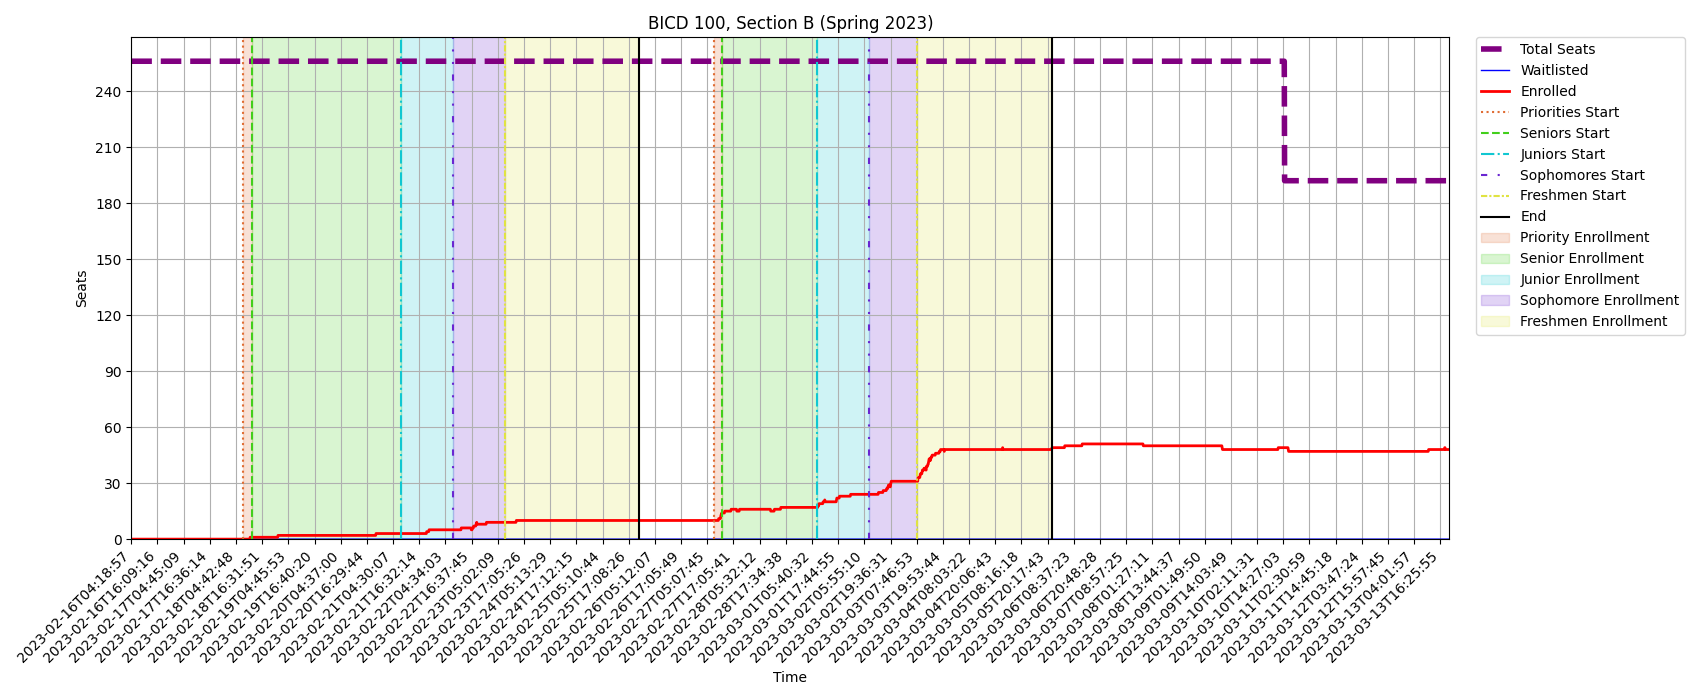 BICD 100, Section B (Spring 2023)
Total Seats
Waitlisted
Enrolled
Priorities Start
Seniors Start
Juniors Start
Sophomores Start
Freshmen Start
End
Priority Enrollment
Senior Enrollment
Junior Enrollment
Sophomore Enrollment
Freshmen Enrollment
Seats
240
210
180
150
120
90
60
30
0
2023-02-16T04:18:57
2023-02-16T16:09:16
2023-02-17T04:45:09
2023-02-17T17:36:14
2023-02-18T04:42:48
2023-02-18T16:31:51
2023-02-19T04:45:53
2023-02-19T16:40:20
2023-02-20T04:37:00
2023-02-20T16:29:44
2023-02-21T04:30:07
2023-02-21T16:32:14
2023-02-22T04:34:03
2023-02-22T16:37:45
2023-02-23T05:02:09
2023-02-23T17:05:26
2023-02-24T05:13:29
2023-02-24T17:12:15
2023-02-25T05:10:44
2023-02-25T17:08:26
2023-02-26T05:12:07
2023-02-26T17:05:49
2023-02-27T05:07:45
2023-02-27T17:05:41
2023-02-28T05:32:12
2023-02-28T17:34:38
2023-03-01T05:40:32
2023-03-01T17:44:55
2023-03-02T05:55:10
2023-03-02T19:36:31
2023-03-03T07:46:53
2023-03-03T19:53:44
2023-03-04T08:03:22
2023-03-04T20:06:43
2023-03-05T08:16:18
2023-03-05T20:17:43
2023-03-06T08:37:23
2023-03-06T20:48:28
2023-03-07T08:57:25
2023-03-08T01:27:11
2023-03-08T13:44:37
2023-03-09T01:49:50
2023-03-09T14:03:49
2023-03-10T02:11:31
2023-03-10T14:27:03
2023-03-11T02:30:59
2023-03-11T14:45:18
2023-03-12T03:47:24
2023-03-12T15:57:45
2023-03-13T04:01:57
2023-03-13T16:25:55
Time